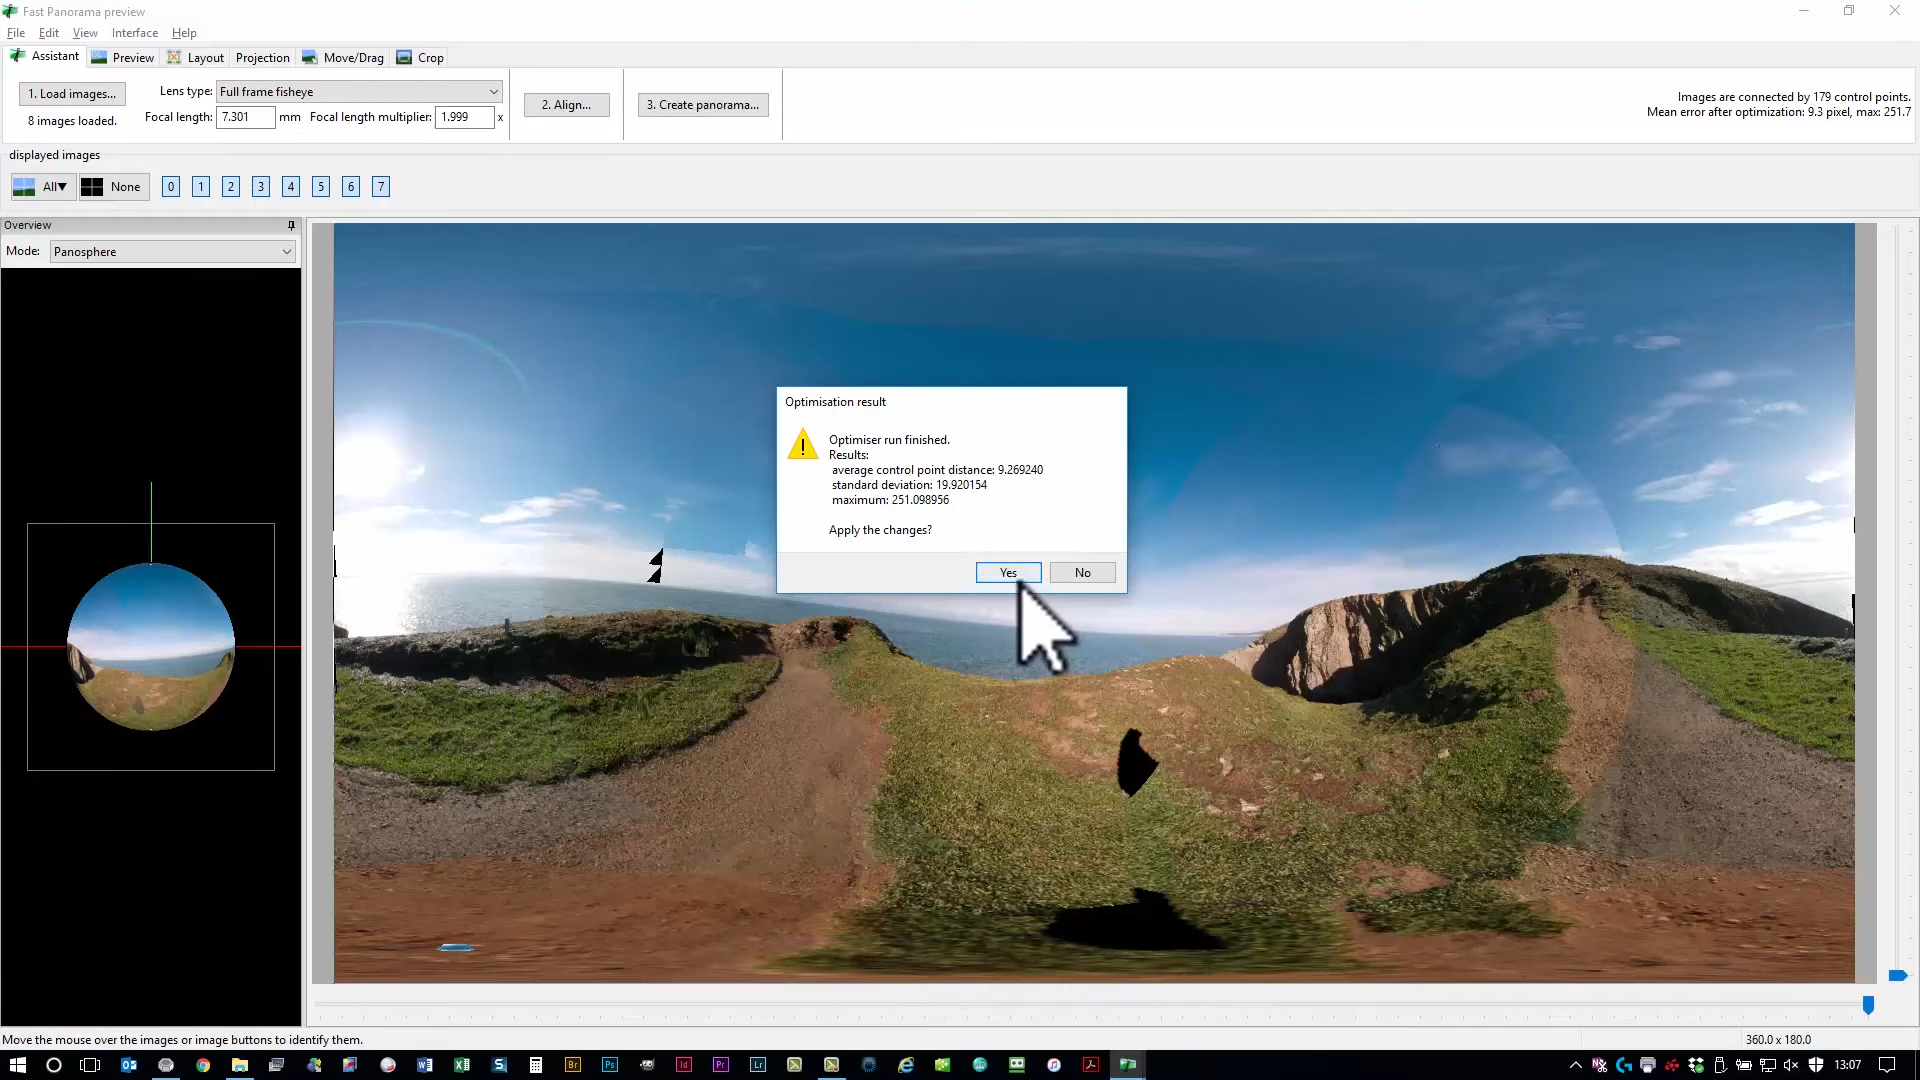 Fast Panorama preview
File Edit View Interface Help
Assistant Preview Layout Projection Move/Drag Crop
1. Load images...
8 images loaded.
Lens type: Full frame fisheye
Focal length: 7.301 mm Focal length multiplier: 1.999 x
2. Align...
3. Create panorama...
Images are connected by 179 control points.
Mean error after optimization: 9.3 pixel, max: 251.7
displayed images
All▼ None 0 1 2 3 4 5 6 7
Overview
Mode: Panosphere
Optimisation result
Optimiser run finished.
Results:
average control point distance: 9.269240
standard deviation: 19.920154
maximum: 251.098956
Apply the changes?
Yes No
Move the mouse over the images or image buttons to identify them.
360.0 x 180.0
Br Ps Id Pr Lr
13:07